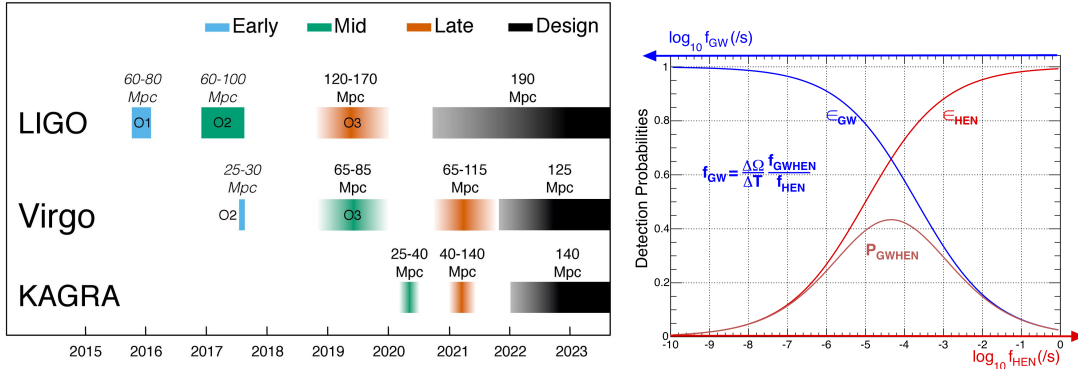 Early Mid Late Design
60-80 Mpc 60-100 Mpc 120-170 Mpc 190 Mpc
LIGO O1 O2 O3
25-30 Mpc 65-85 Mpc 65-115 Mpc 125 Mpc
Virgo O2 O3
25-40 Mpc 40-140 Mpc 140 Mpc
KAGRA
2015 2016 2017 2018 2019 2020 2021 2022 2023
log10 fGW(/s)
Detection Probabilities
1
0.8
0.6
0.4
0.2
0
∈GW
∈HEN
fGW = ΔΩ/ΔT fGWHEN/fHEN
PGWHEN
-10 -9 -8 -7 -6 -5 -4 -3 -2 -1 0
log10 fHEN(/s)